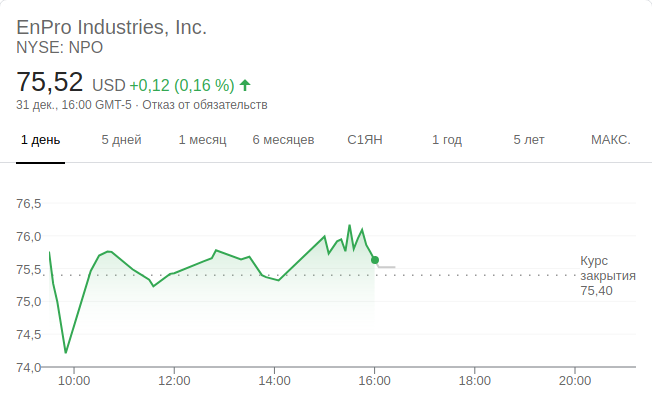 EnPro Industries, Inc.
NYSE: NPO
75,52 USD +0,12 (0,16 %)
31 дек., 16:00 GMT-5 · Отказ от обязательств
1 день 5 дней 1 месяц 6 месяцев С1ЯН 1 год 5 лет МАКС.
76,5
76,0
75,5
75,0
74,5
74,0
Курс
закрытия
75,40
10:00 12:00 14:00 16:00 18:00 20:00